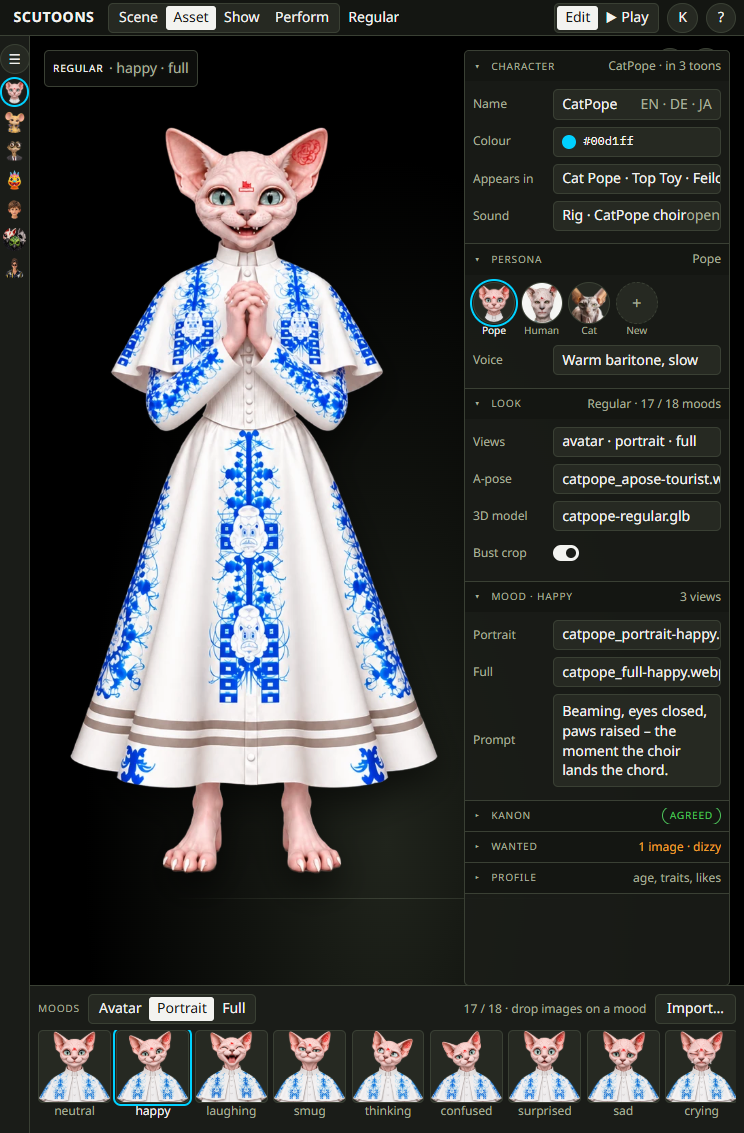 SCUTOONS Scene Asset Show Perform Regular Edit ▶ Play K ?
REGULAR · happy · full
CHARACTER CatPope · in 3 toons
Name CatPope EN · DE · JA
Colour #00d1ff
Appears in Cat Pope · Top Toy · Feilc
Sound Rig · CatPope choir open
PERSONA Pope
Pope Human Cat + New
Voice Warm baritone, slow
LOOK Regular · 17 / 18 moods
Views avatar · portrait · full
A-pose catpope_apose-tourist.w
3D model catpope-regular.glb
Bust crop
MOOD · HAPPY 3 views
Portrait catpope_portrait-happy.
Full catpope_full-happy.webp
Prompt Beaming, eyes closed,
paws raised – the
moment the choir
lands the chord.
KANON AGREED
WANTED 1 image · dizzy
PROFILE age, traits, likes
MOODS Avatar Portrait Full 17 / 18 · drop images on a mood Import...
neutral happy laughing smug thinking confused surprised sad crying